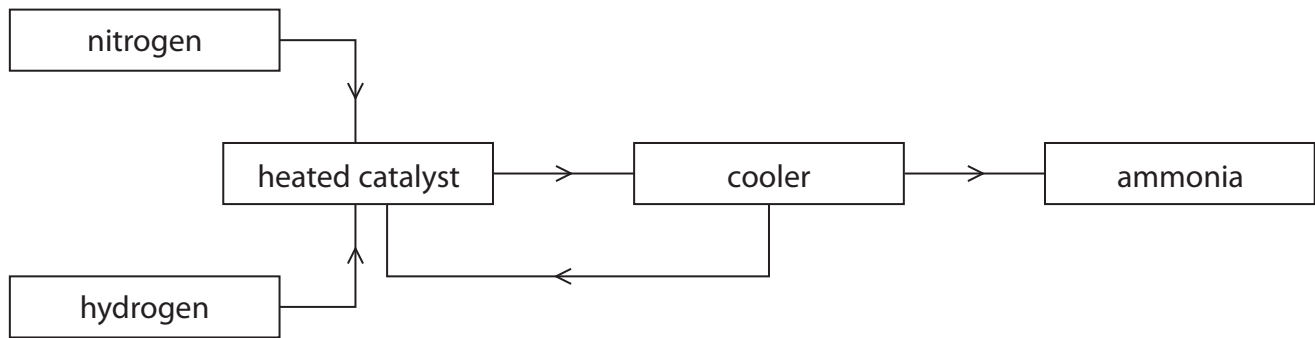 nitrogen
heated catalyst
cooler
ammonia
hydrogen